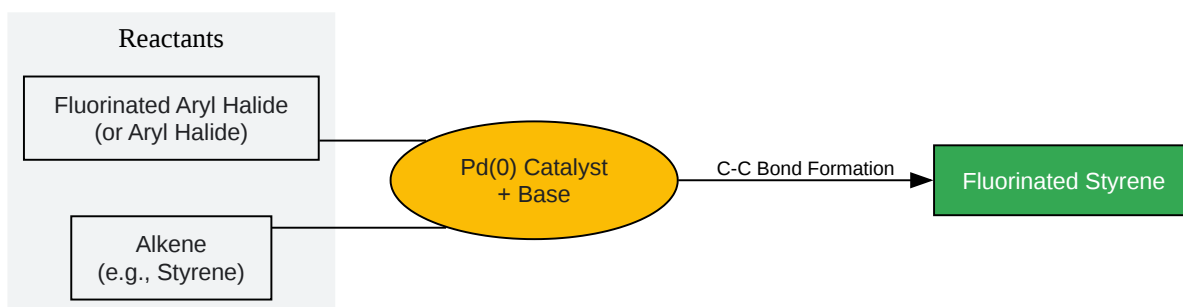 Reactants
Fluorinated Aryl Halide
(or Aryl Halide)
Alkene
(e.g., Styrene)
Pd(0) Catalyst
+ Base
C-C Bond Formation
Fluorinated Styrene